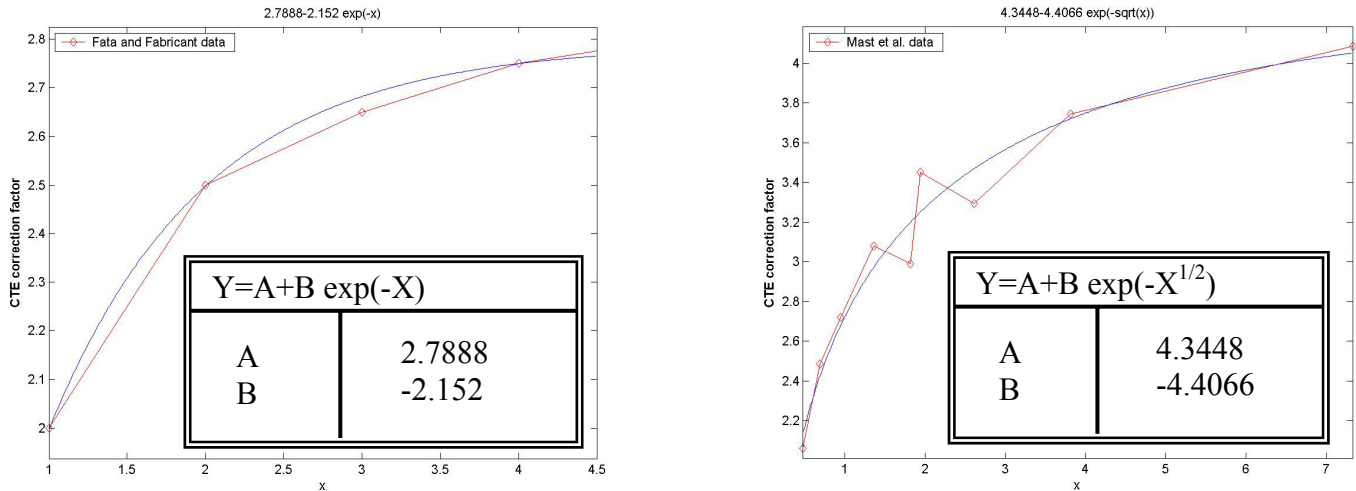 2.7888-2.152 exp(-x)
Fata and Fabricant data
2.8
2.7
2.6
2.5
2.4
2.3
2.2
2.1
2
CTE correction factor
1 1.5 2 2.5 3 3.5 4 4.5
x
Y=A+B exp(-X)
A 2.7888
B -2.152
4.3448-4.4066 exp(-sqrt(x))
Mast et al. data
4
3.8
3.6
3.4
3.2
3
2.8
2.6
2.4
2.2
CTE correction factor
1 2 3 4 5 6 7
x
Y=A+B exp(-X^1/2)
A 4.3448
B -4.4066